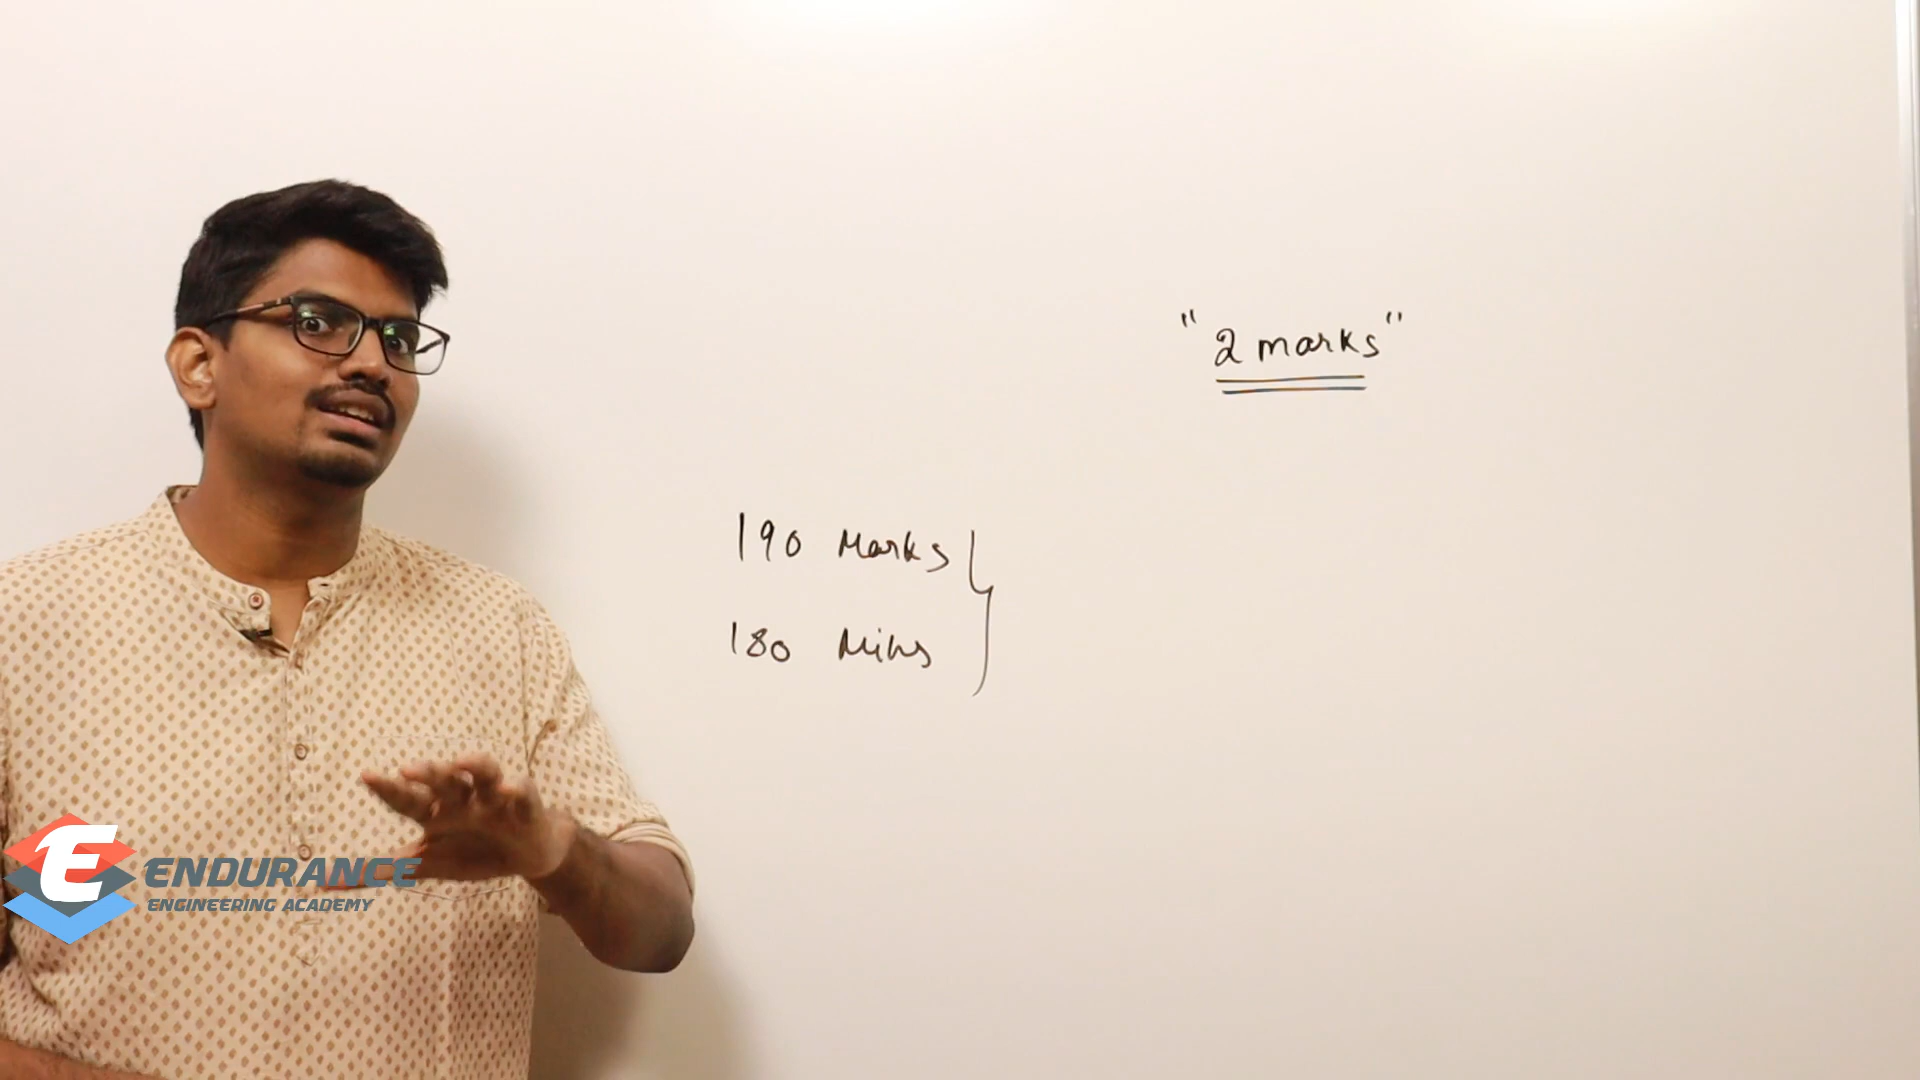 "2 marks"
190 Marks
180 Mins
ENDURANCE
ENGINEERING ACADEMY